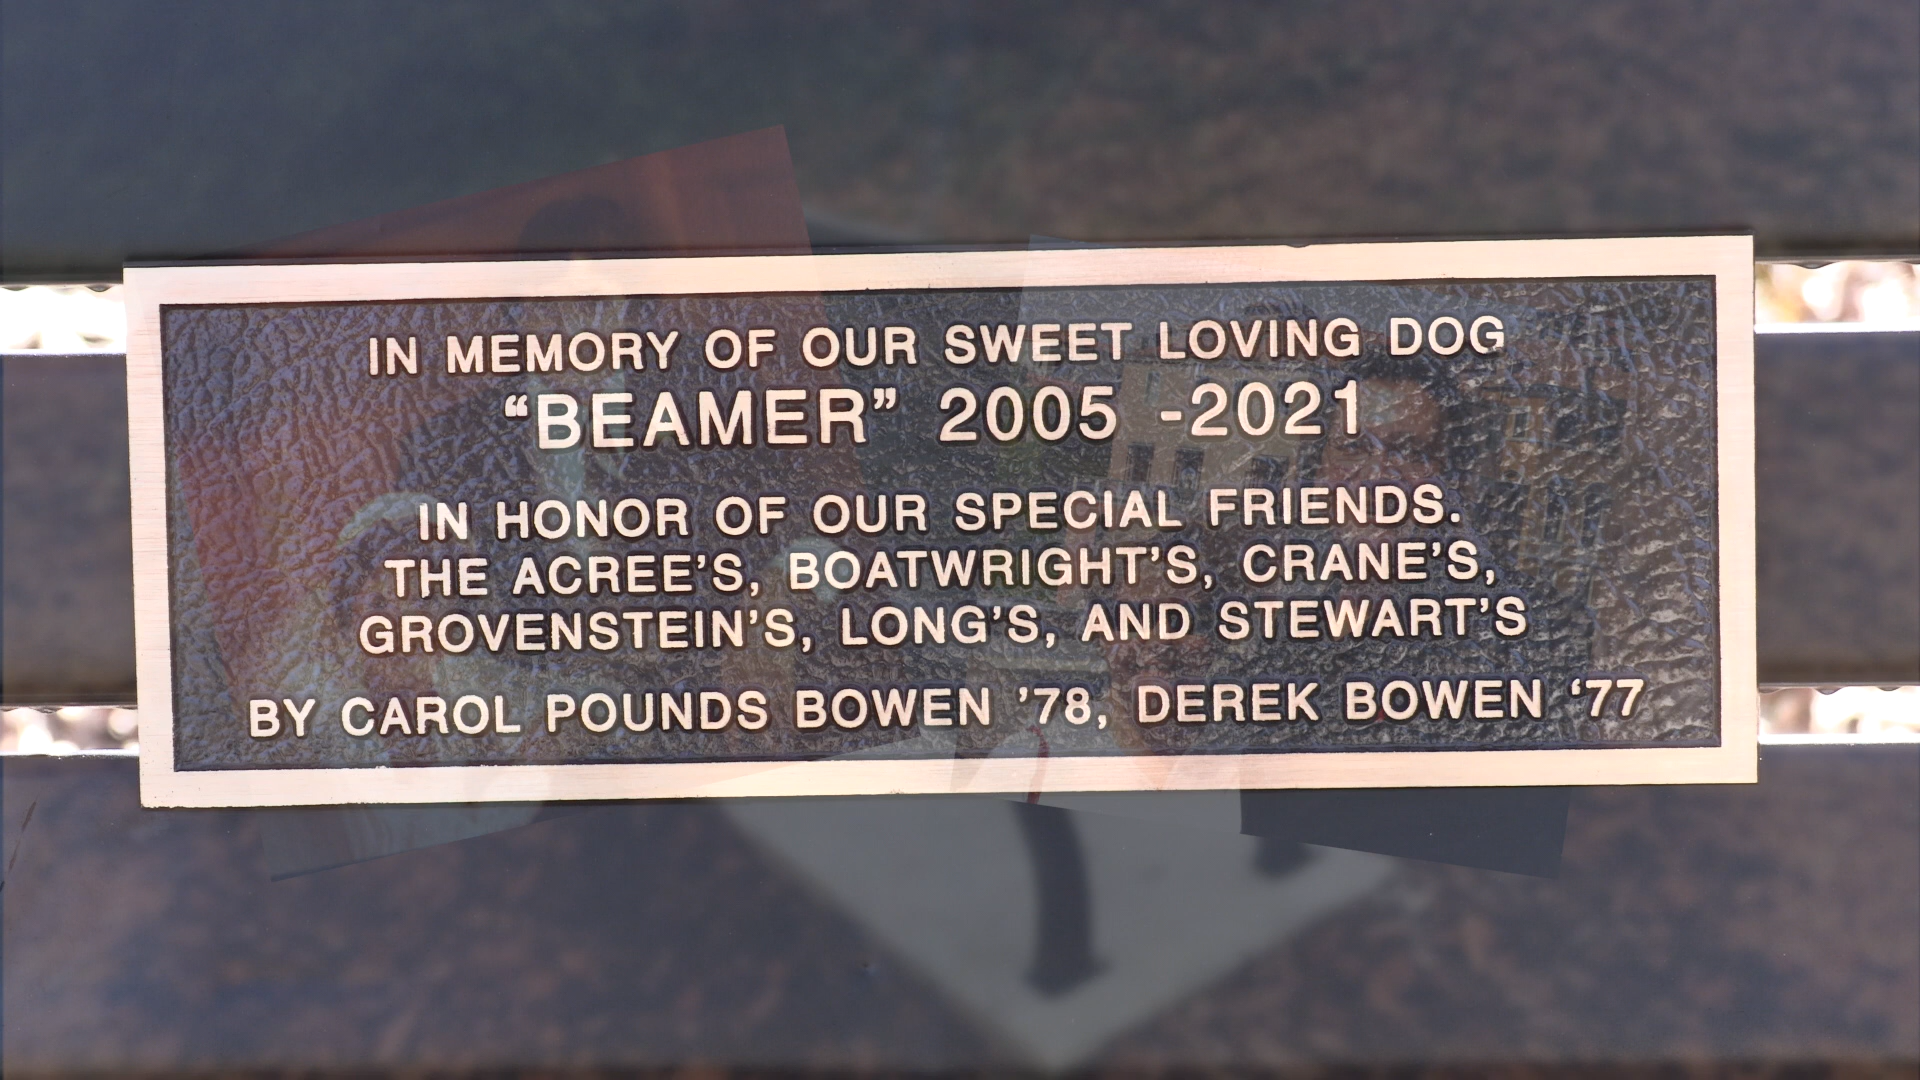 IN MEMORY OF OUR SWEET LOVING DOG
“BEAMER” 2005 -2021
IN HONOR OF OUR SPECIAL FRIENDS.
THE ACREE’S, BOATWRIGHT’S, CRANE’S,
GROVENSTEIN’S, LONG’S, AND STEWART’S
BY CAROL POUNDS BOWEN ’78, DEREK BOWEN ‘77